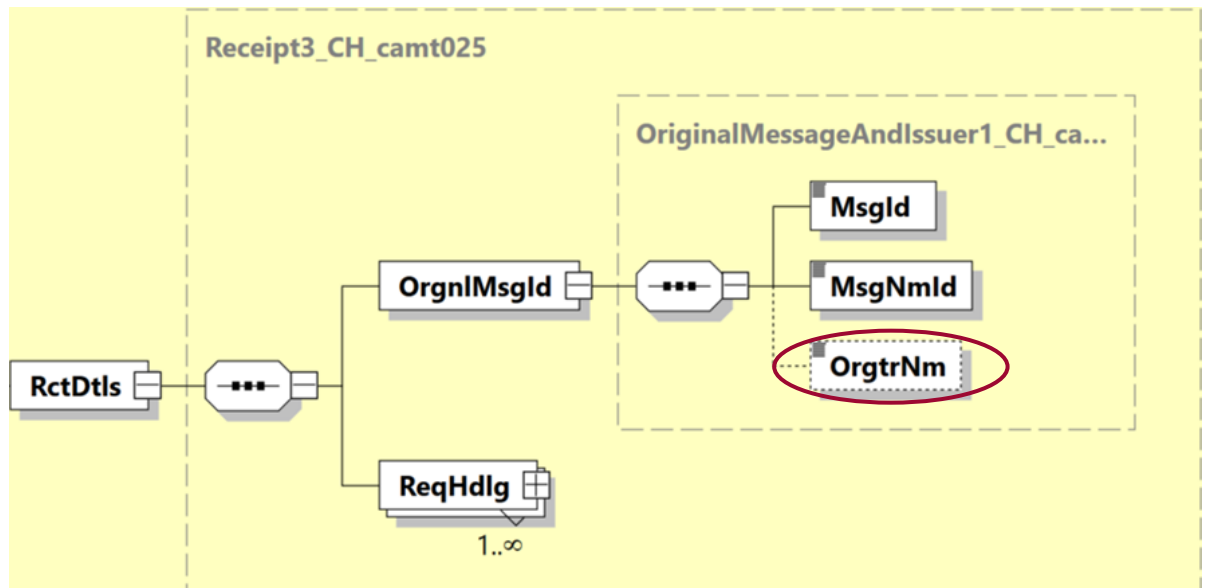 Receipt3_CH_camt025
OriginalMessageAndIssuer1_CH_ca...
MsgId
OrgnlMsgId
MsgNmId
OrgtrNm
RctDtls
ReqHdlg
1..∞